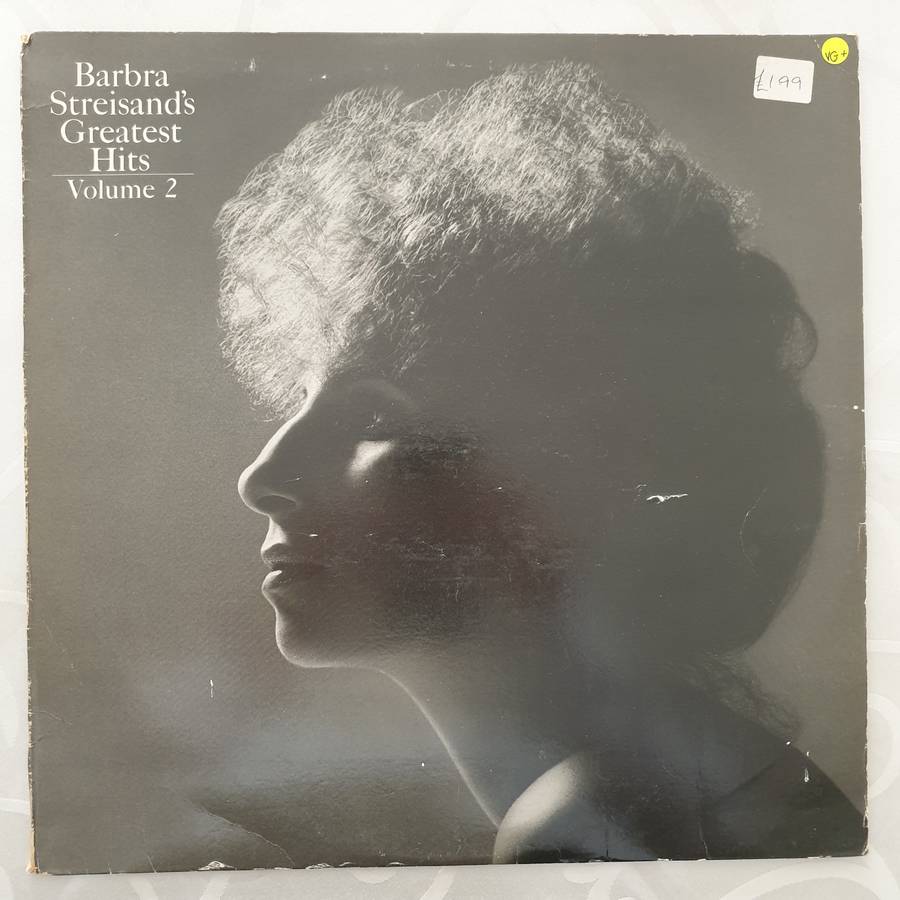 Barbra
Streisand's
Greatest
Hits
Volume 2
£1.99
VG+